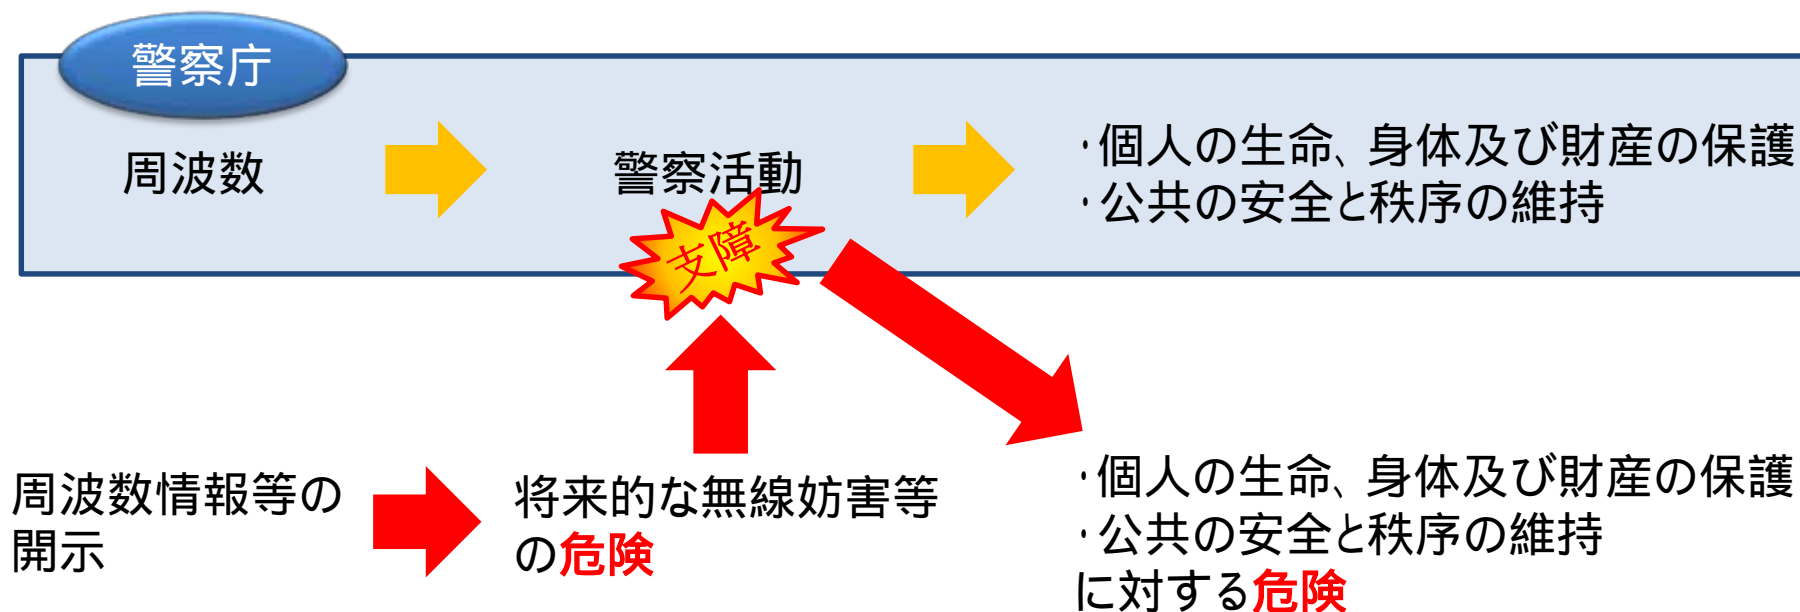 警察庁
周波数
警察活動
・個人の生命、身体及び財産の保護
・公共の安全と秩序の維持
支障
周波数情報等の
開示
将来的な無線妨害等
の危険
・個人の生命、身体及び財産の保護
・公共の安全と秩序の維持
に対する危険